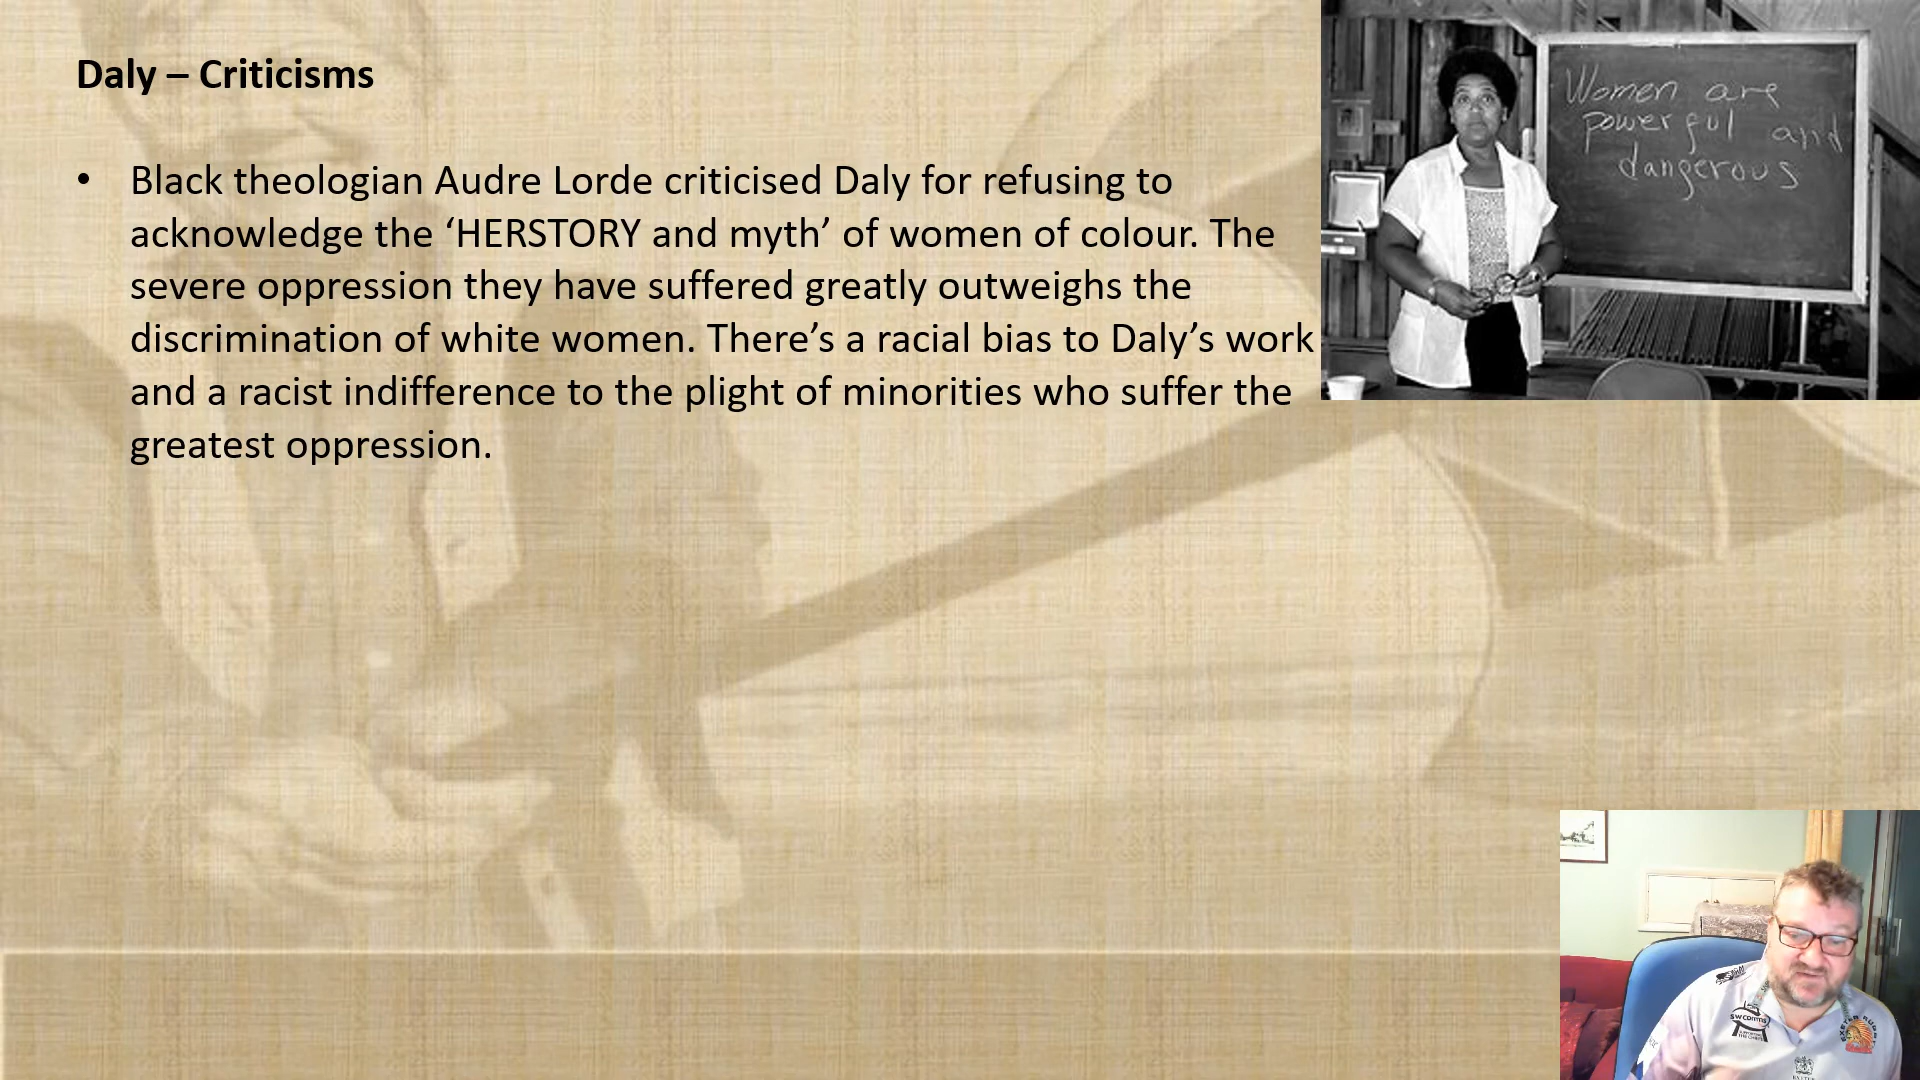 Daly – Criticisms
• Black theologian Audre Lorde criticised Daly for refusing to
acknowledge the ‘HERSTORY and myth’ of women of colour. The
severe oppression they have suffered greatly outweighs the
discrimination of white women. There’s a racial bias to Daly’s work
and a racist indifference to the plight of minorities who suffer the
greatest oppression.
Women are
powerful and
dangerous
SW COMMS